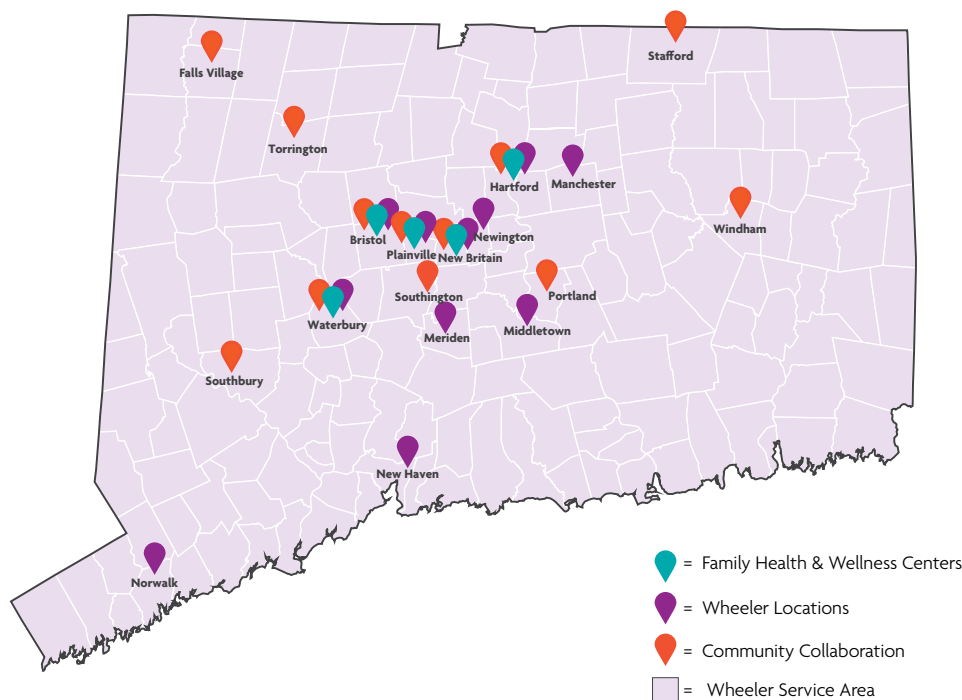 Stafford
Falls Village
Torrington
Hartford
Manchester
Windham
Bristol
Newington
Plainville
New Britain
Southington
Portland
Waterbury
Meriden
Middletown
Southbury
New Haven
Norwalk
= Family Health & Wellness Centers
= Wheeler Locations
= Community Collaboration
= Wheeler Service Area